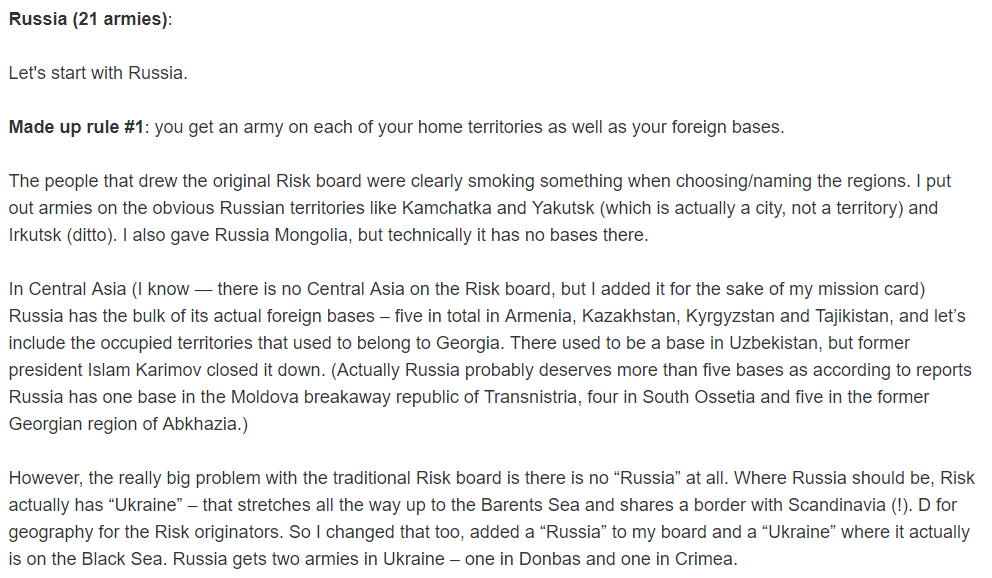 Russia (21 armies):
Let's start with Russia.
Made up rule #1: you get an army on each of your home territories as well as your foreign bases.
The people that drew the original Risk board were clearly smoking something when choosing/naming the regions. I put
out armies on the obvious Russian territories like Kamchatka and Yakutsk (which is actually a city, not a territory) and
Irkutsk (ditto). I also gave Russia Mongolia, but technically it has no bases there.
In Central Asia (I know — there is no Central Asia on the Risk board, but I added it for the sake of my mission card)
Russia has the bulk of its actual foreign bases – five in total in Armenia, Kazakhstan, Kyrgyzstan and Tajikistan, and let’s
include the occupied territories that used to belong to Georgia. There used to be a base in Uzbekistan, but former
president Islam Karimov closed it down. (Actually Russia probably deserves more than five bases as according to reports
Russia has one base in the Moldova breakaway republic of Transnistria, four in South Ossetia and five in the former
Georgian region of Abkhazia.)
However, the really big problem with the traditional Risk board is there is no “Russia” at all. Where Russia should be, Risk
actually has “Ukraine” – that stretches all the way up to the Barents Sea and shares a border with Scandinavia (!). D for
geography for the Risk originators. So I changed that too, added a “Russia” to my board and a “Ukraine” where it actually
is on the Black Sea. Russia gets two armies in Ukraine – one in Donbas and one in Crimea.